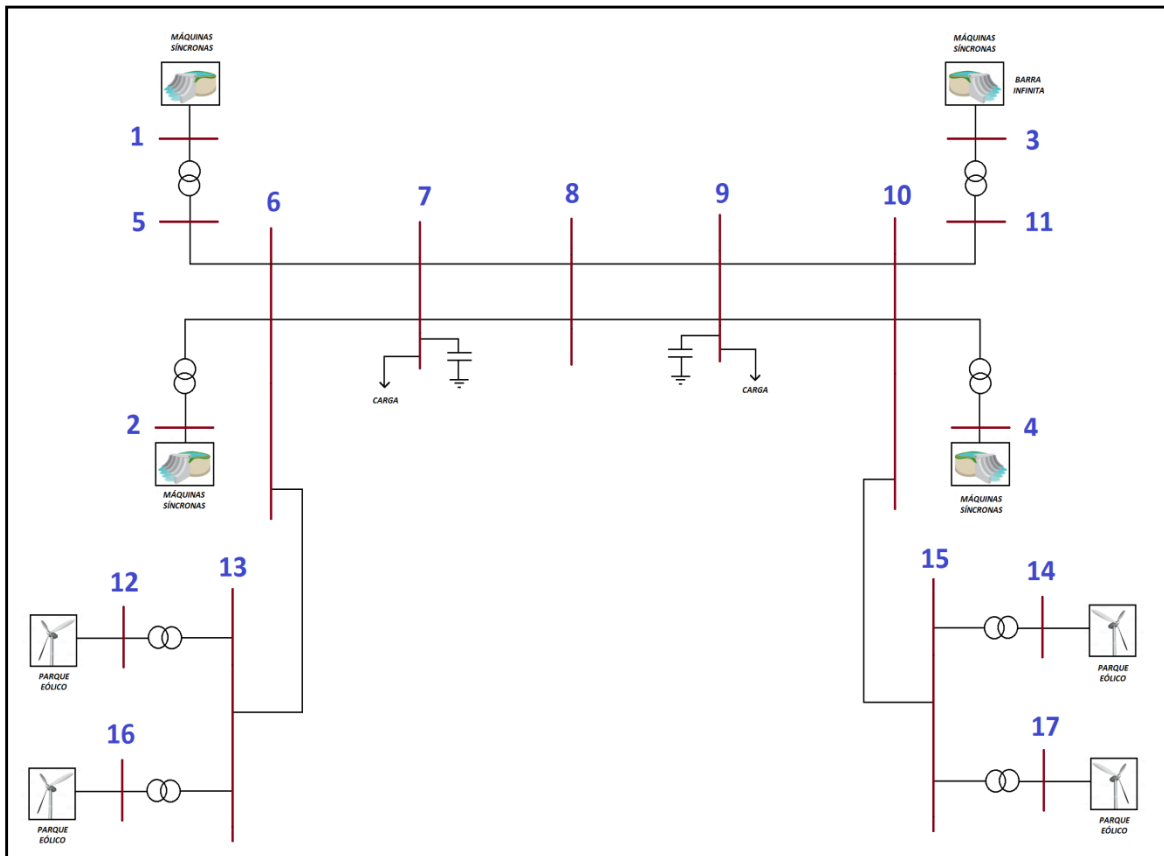 MÁQUINAS
SÍNCRONAS
MÁQUINAS
SÍNCRONAS
BARRA
INFINITA
1
3
5
6
7
8
9
10
11
CARGA
CARGA
2
4
MÁQUINAS
SÍNCRONAS
MÁQUINAS
SÍNCRONAS
12
13
15
14
PARQUE
EÓLICO
PARQUE
EÓLICO
16
17
PARQUE
EÓLICO
PARQUE
EÓLICO